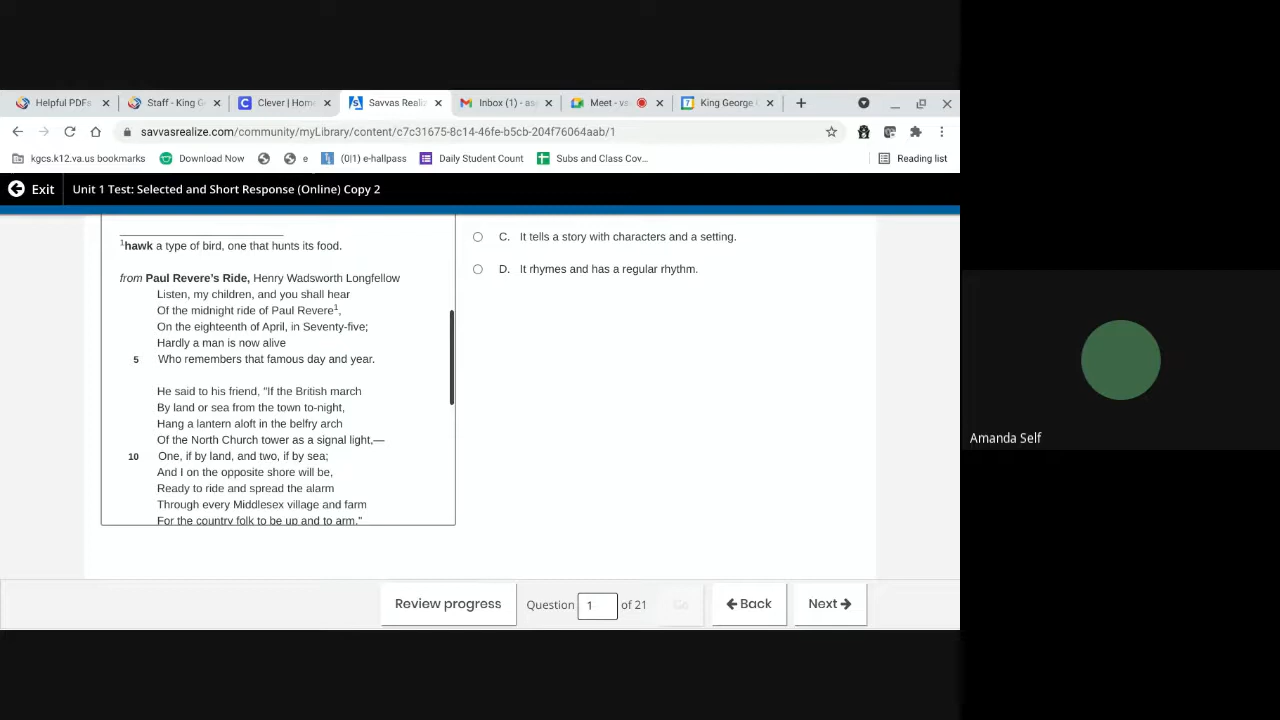 Helpful PDFs
Staff - King G
Clever | Hom
Savvas Realiz
Inbox (1) - as
Meet - vs
King George
savvasrealize.com/community/myLibrary/content/c7c31675-8c14-46fe-b5cb-204f76064aab/1
kgcs.k12.va.us bookmarks
Download Now
e
(0|1) e-hallpass
Daily Student Count
Subs and Class Cov...
Reading list
Exit
Unit 1 Test: Selected and Short Response (Online) Copy 2
1hawk a type of bird, one that hunts its food.
from Paul Revere's Ride, Henry Wadsworth Longfellow
Listen, my children, and you shall hear
Of the midnight ride of Paul Revere1,
On the eighteenth of April, in Seventy-five;
Hardly a man is now alive
5 Who remembers that famous day and year.
He said to his friend, "If the British march
By land or sea from the town to-night,
Hang a lantern aloft in the belfry arch
Of the North Church tower as a signal light,—
10 One, if by land, and two, if by sea;
And I on the opposite shore will be,
Ready to ride and spread the alarm
Through every Middlesex village and farm
For the country folk to be up and to arm."
C. It tells a story with characters and a setting.
D. It rhymes and has a regular rhythm.
Review progress
Question 1 of 21
Go
Back
Next
Amanda Self